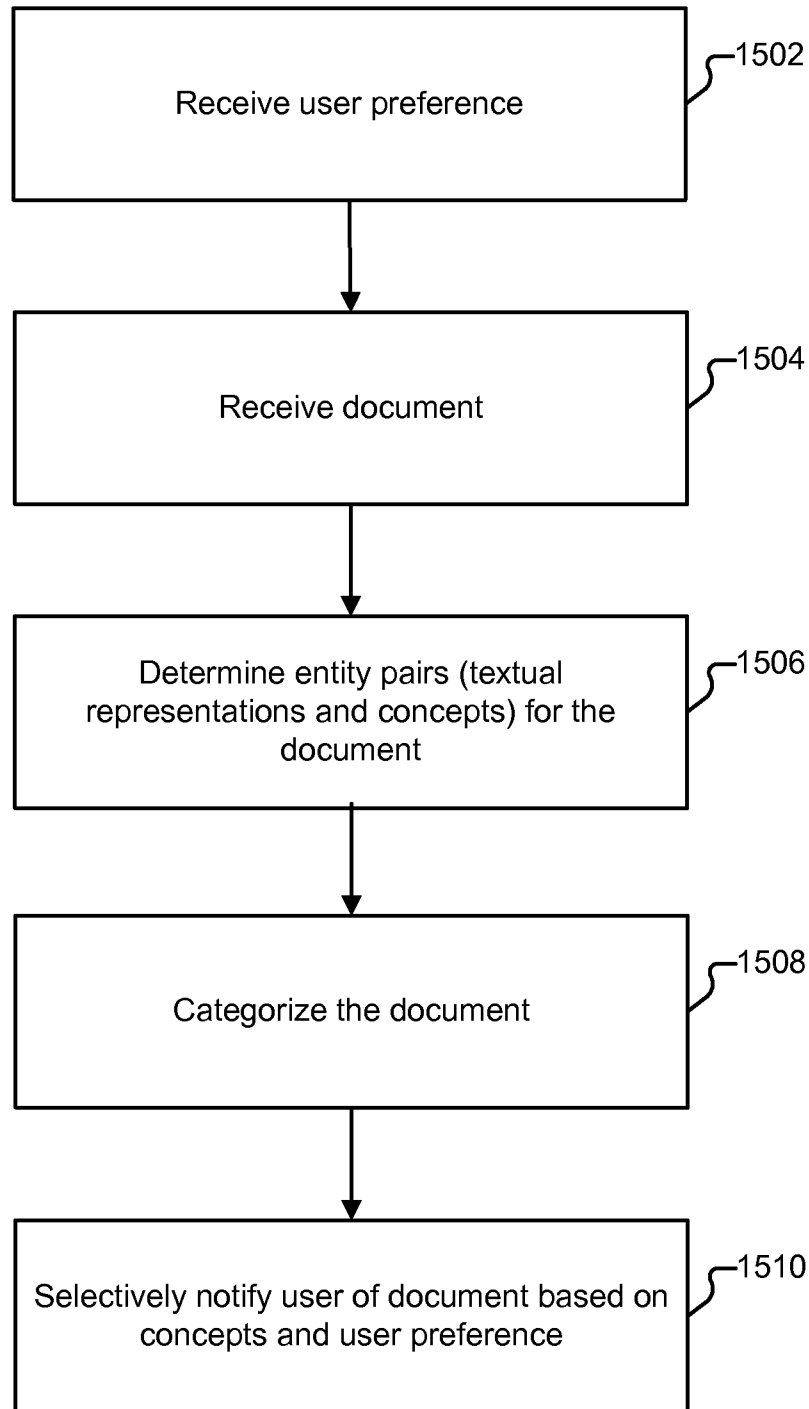 Receive user preference
1502
Receive document
1504
Determine entity pairs (textual
representations and concepts) for the
document
1506
Categorize the document
1508
Selectively notify user of document based on
concepts and user preference
1510